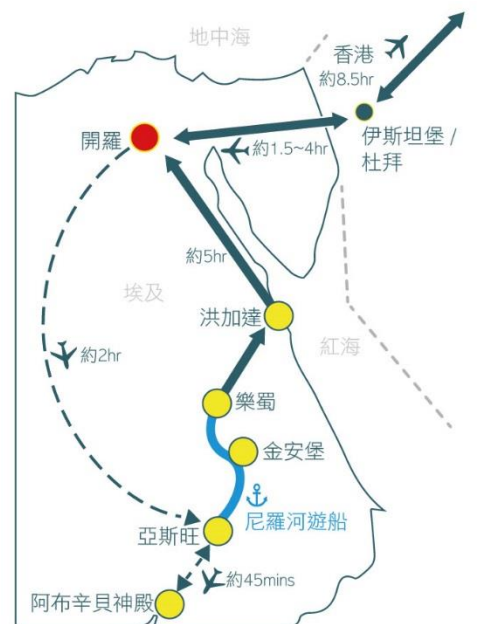 地中海
香港
約8.5hr
開羅
約1.5~4hr
伊斯坦堡 /
杜拜
約5hr
埃及
洪加達
紅海
約2hr
樂蜀
金安堡
尼羅河遊船
亞斯旺
約45mins
阿布辛貝神殿